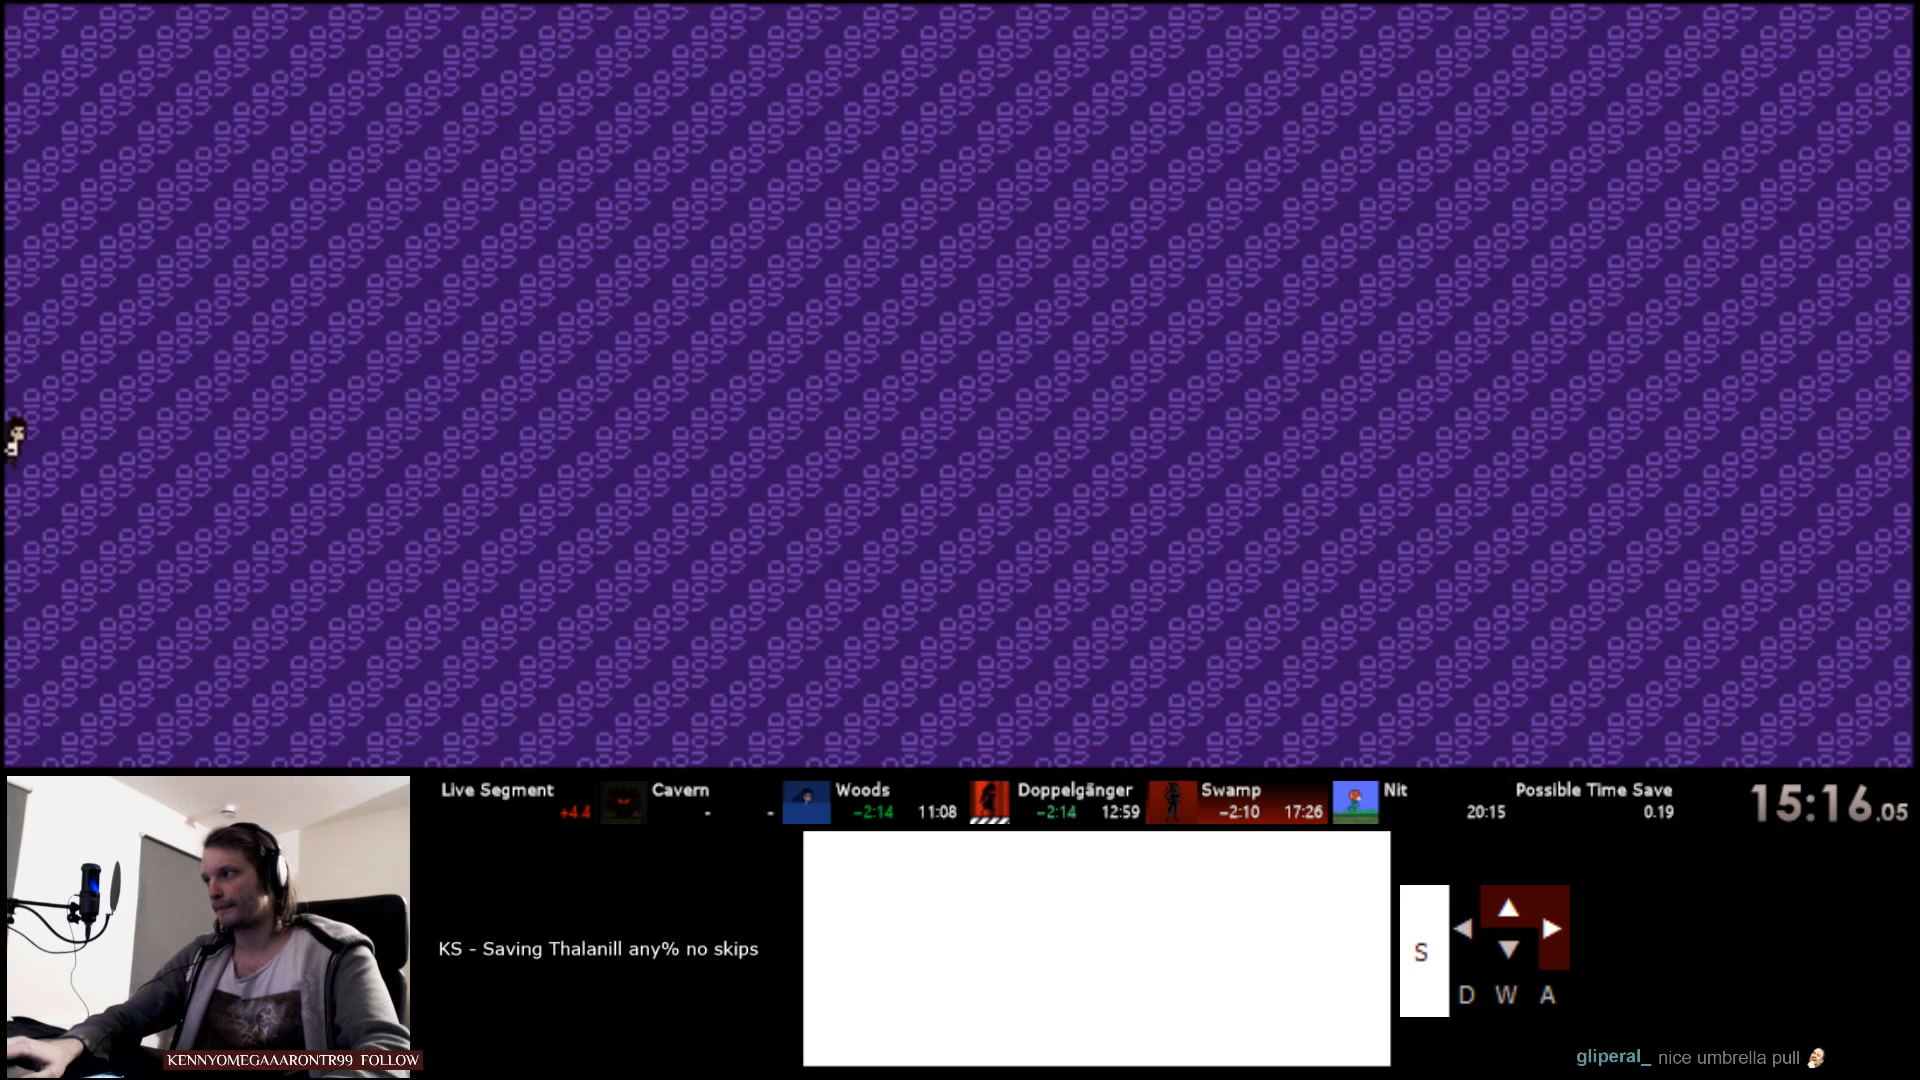 Live Segment
+4.4
Cavern
- -
Woods
-2:14 11:08
Doppelgänger
-2:14 12:59
Swamp
-2:10 17:26
Nit
20:15
Possible Time Save
0.19
15:16.05
KS - Saving Thalanill any% no skips
S
D W A
KENNYOMEGAAARONTR99 FOLLOW
gliperal_ nice umbrella pull